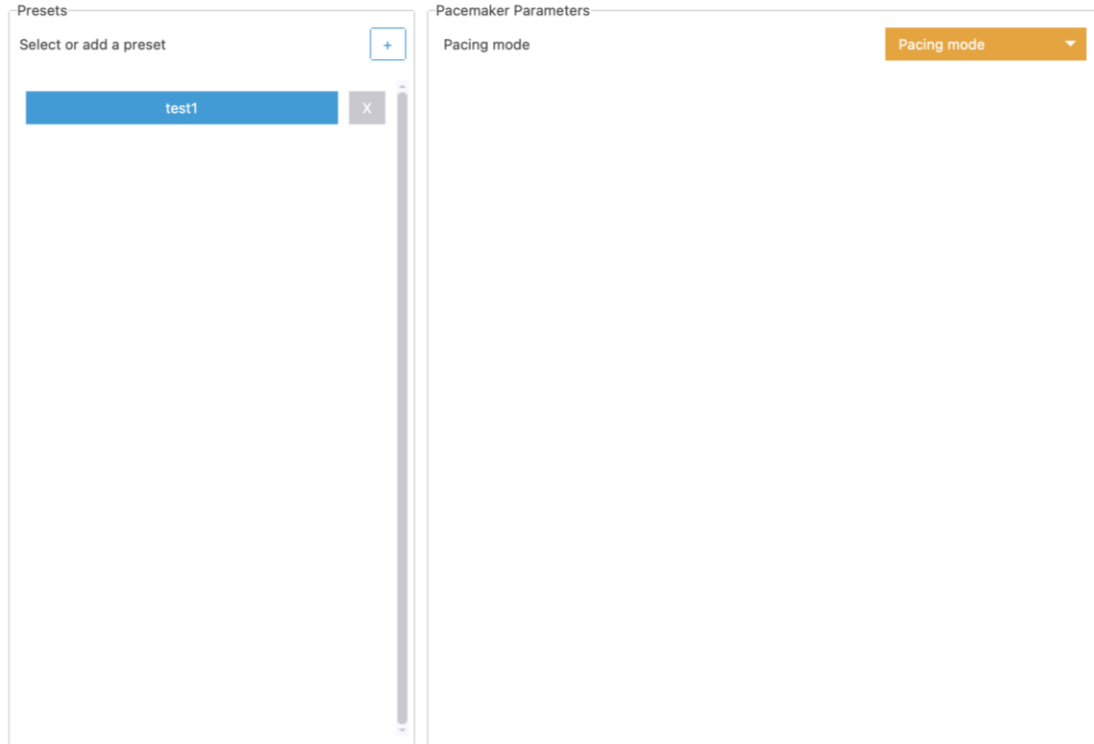 Presets
Select or add a preset
+
test1
X
Pacemaker Parameters
Pacing mode
Pacing mode